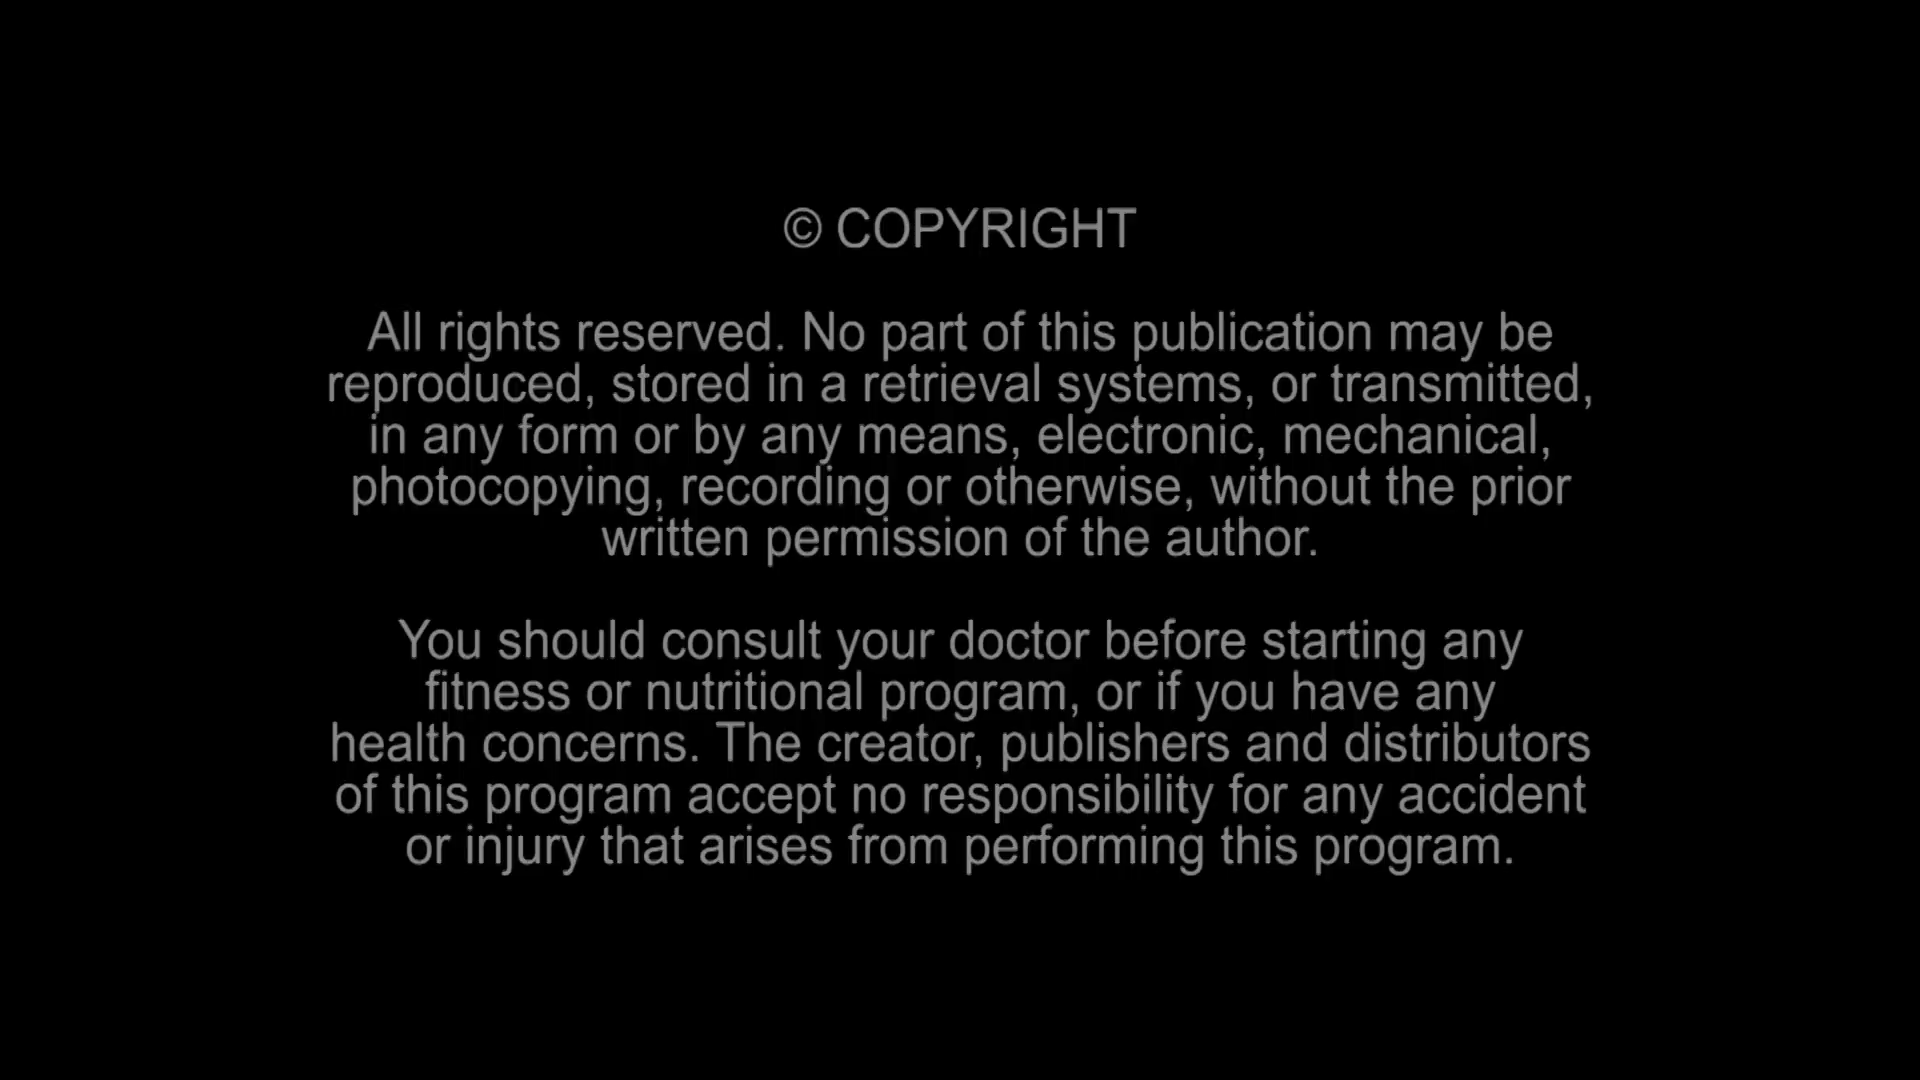 © COPYRIGHT
All rights reserved. No part of this publication may be
reproduced, stored in a retrieval systems, or transmitted,
in any form or by any means, electronic, mechanical,
photocopying, recording or otherwise, without the prior
written permission of the author.
You should consult your doctor before starting any
fitness or nutritional program, or if you have any
health concerns. The creator, publishers and distributors
of this program accept no responsibility for any accident
or injury that arises from performing this program.